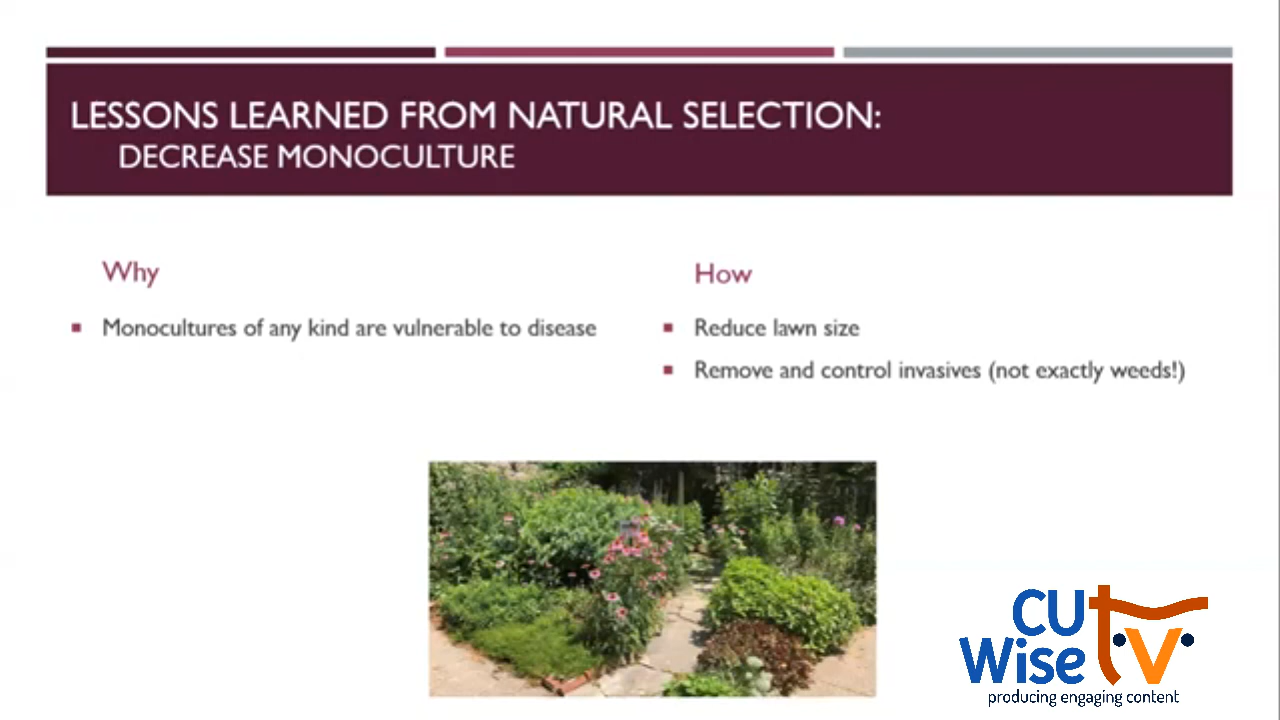 LESSONS LEARNED FROM NATURAL SELECTION:
DECREASE MONOCULTURE
Why
Monocultures of any kind are vulnerable to disease
How
Reduce lawn size
Remove and control invasives (not exactly weeds!)
CU
Wise tv
producing engaging content